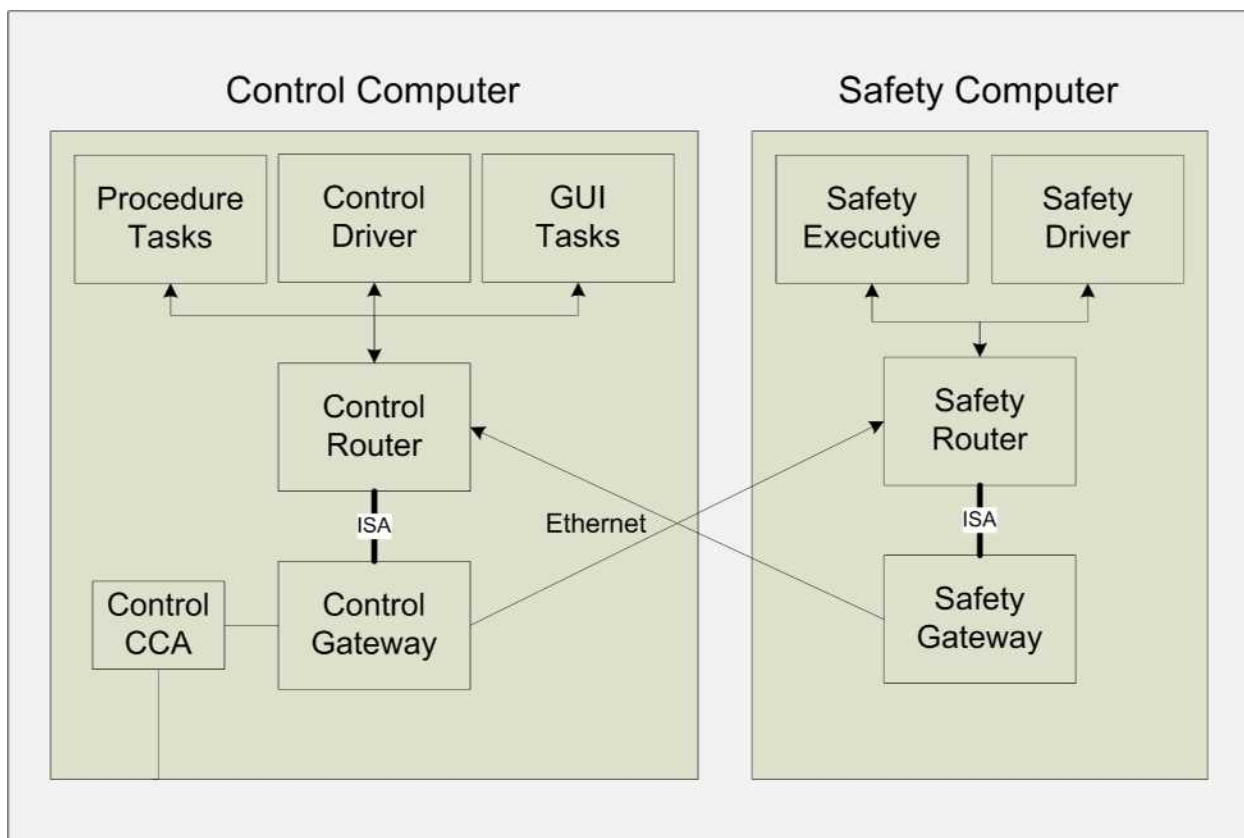 Control Computer
Safety Computer
Procedure
Tasks
Control
Driver
GUI
Tasks
Safety
Executive
Safety
Driver
Control
Router
Safety
Router
ISA
Ethernet
ISA
Control
CCA
Control
Gateway
Safety
Gateway